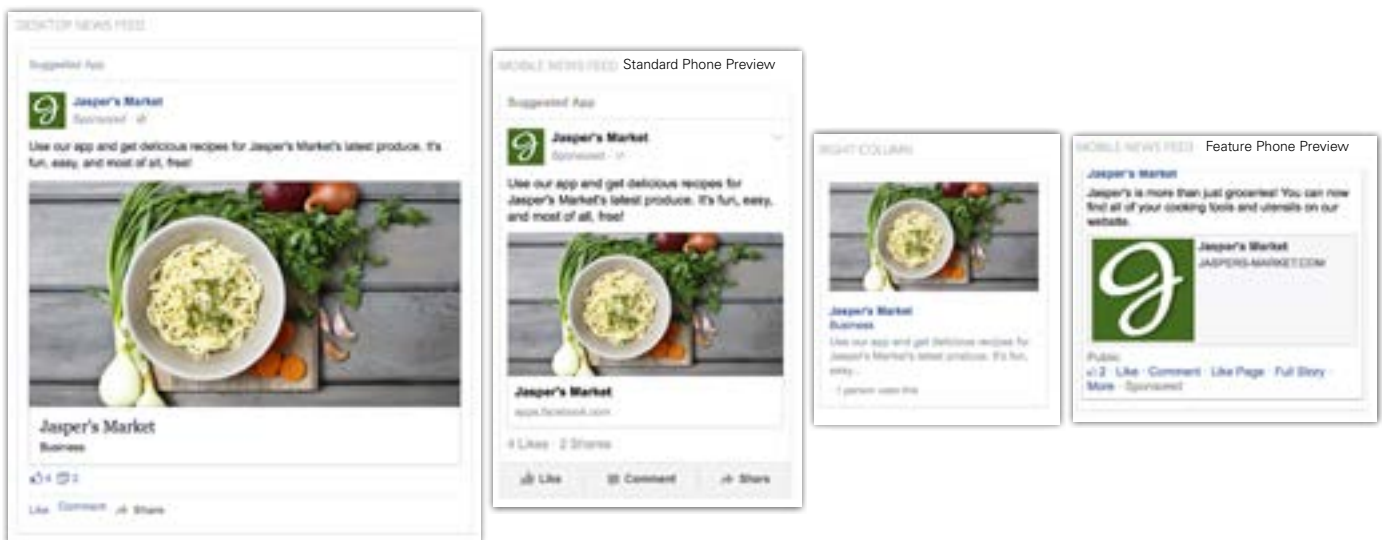 DESKTOP NEWS FEED
Suggested App
Jasper's Market
Sponsored
Use our app and get delicious recipes for Jasper's Market's latest produce. It's
fun, easy, and most of all, free!
Jasper's Market
Business
4 2
Like Comment Share
MOBILE NEWS FEED Standard Phone Preview
Suggested App
Jasper's Market
Sponsored
Use our app and get delicious recipes for
Jasper's Market's latest produce. It's fun, easy,
and most of all, free!
Jasper's Market
apps.facebook.com
4 Likes · 2 Shares
Like Comment Share
RIGHT COLUMN
Jasper's Market
Business
Use our app and get delicious recipes for
Jasper's Market's latest produce. It's fun,
easy...
1 person uses this
MOBILE NEWS FEED Feature Phone Preview
Jasper's Market
Jasper's is more than just groceries! You can now
find all of your cooking tools and utensils on our
website.
Jasper's Market
JASPERS-MARKET.COM
Public
2 · Like · Comment · Like Page · Full Story ·
More · Sponsored